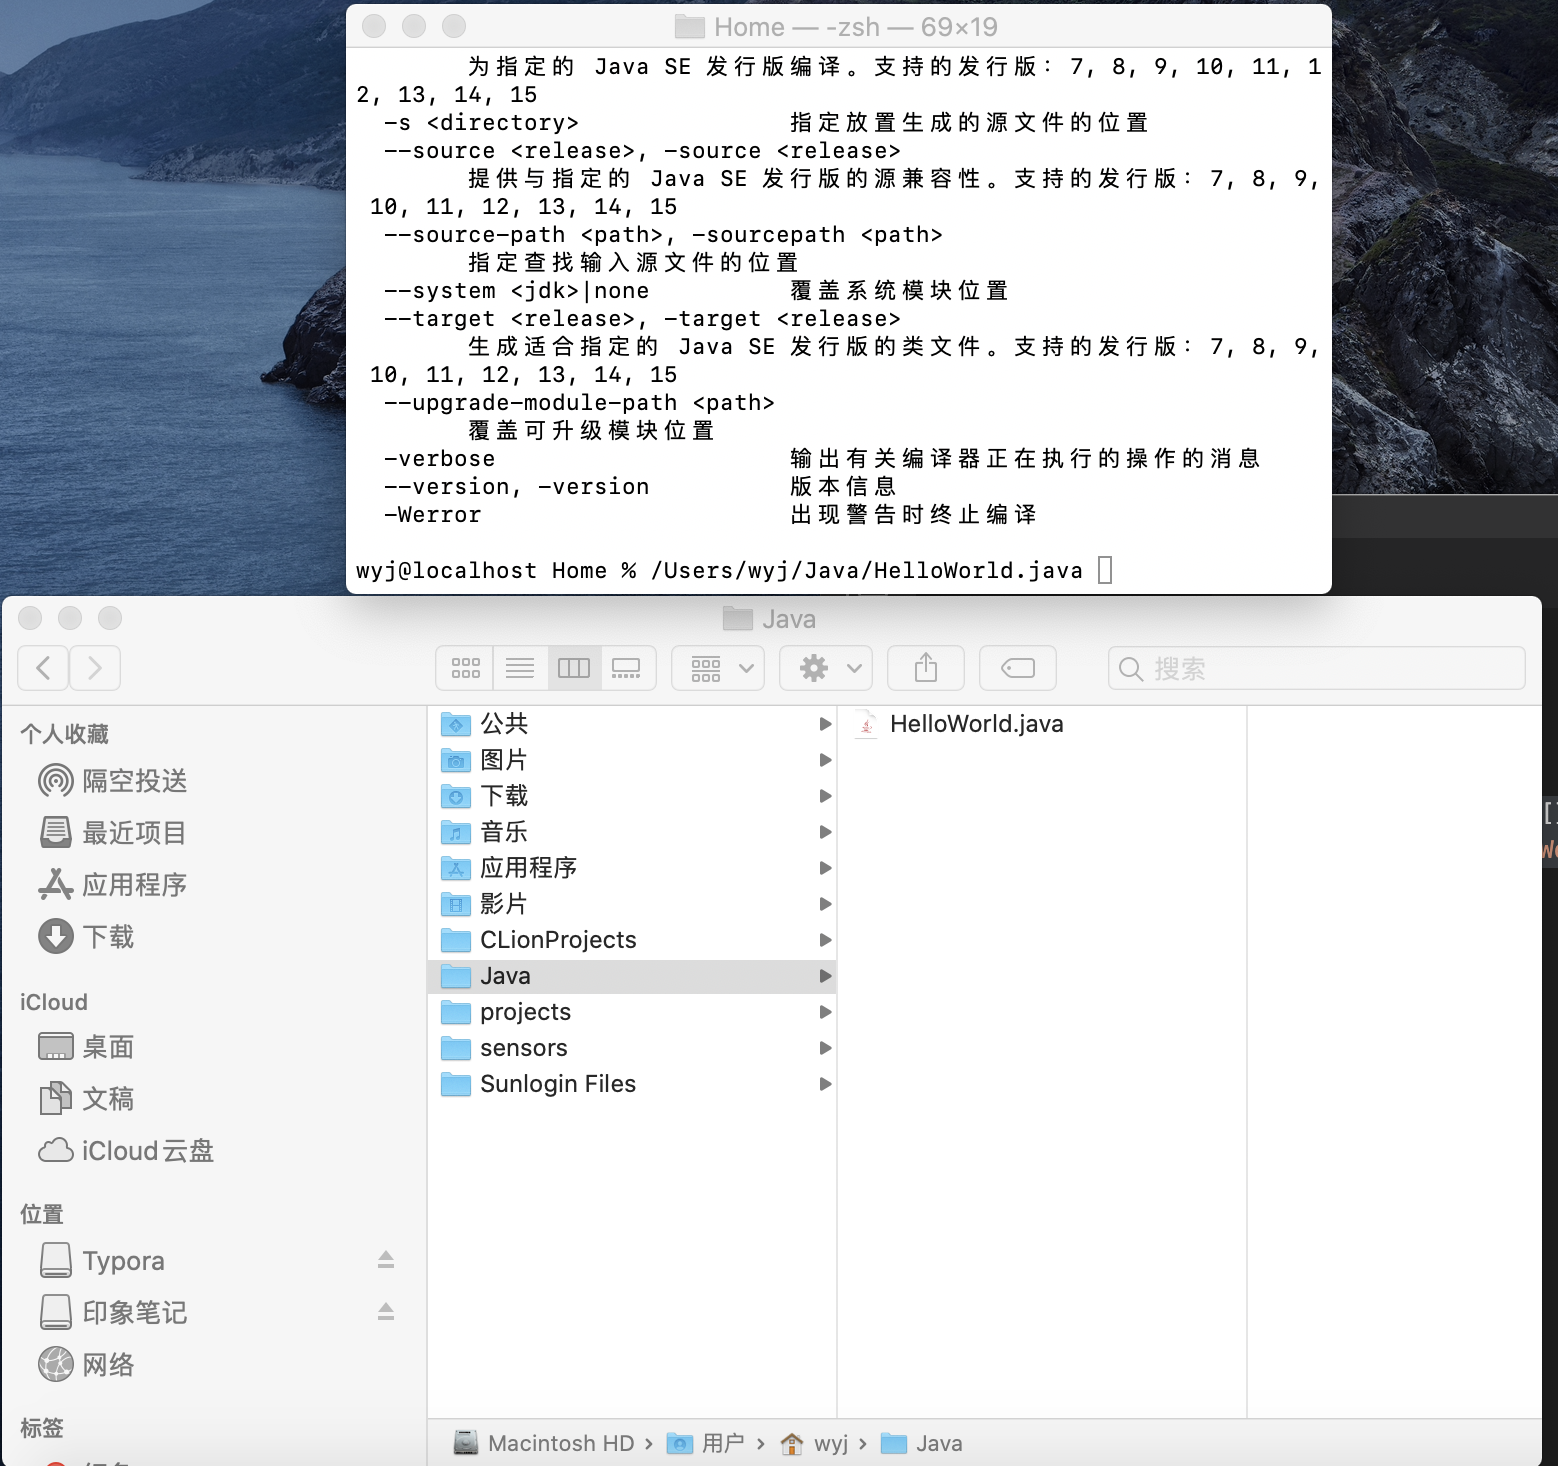 Home — -zsh — 69×19
为指定的 Java SE 发行版编译。支持的发行版：7, 8, 9, 10, 11, 1
2, 13, 14, 15
-s <directory> 指定放置生成的源文件的位置
--source <release>, -source <release>
提供与指定的 Java SE 发行版的源兼容性。支持的发行版：7, 8, 9,
10, 11, 12, 13, 14, 15
--source-path <path>, -sourcepath <path>
指定查找输入源文件的位置
--system <jdk>|none 覆盖系统模块位置
--target <release>, -target <release>
生成适合指定的 Java SE 发行版的类文件。支持的发行版：7, 8, 9,
10, 11, 12, 13, 14, 15
--upgrade-module-path <path>
覆盖可升级模块位置
-verbose 输出有关编译器正在执行的操作的消息
--version, -version 版本信息
-Werror 出现警告时终止编译
wyj@localhost Home % /Users/wyj/Java/HelloWorld.java
Java
搜索
个人收藏
隔空投送
最近项目
应用程序
下载
iCloud
桌面
文稿
iCloud云盘
位置
Typora
印象笔记
网络
标签
公共
图片
下载
音乐
应用程序
影片
CLionProjects
Java
projects
sensors
Sunlogin Files
HelloWorld.java
Macintosh HD › 用户 › wyj › Java